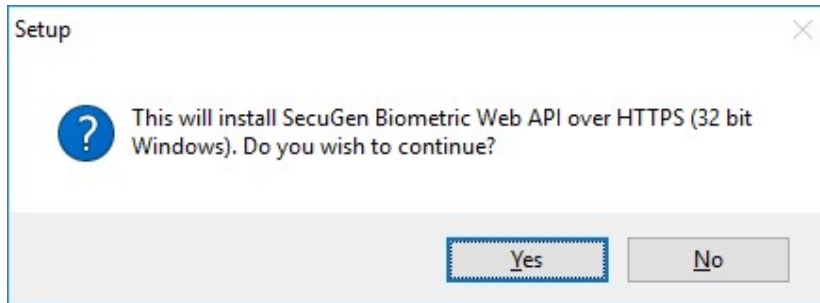 Setup
This will install SecuGen Biometric Web API over HTTPS (32 bit
Windows). Do you wish to continue?
Yes No